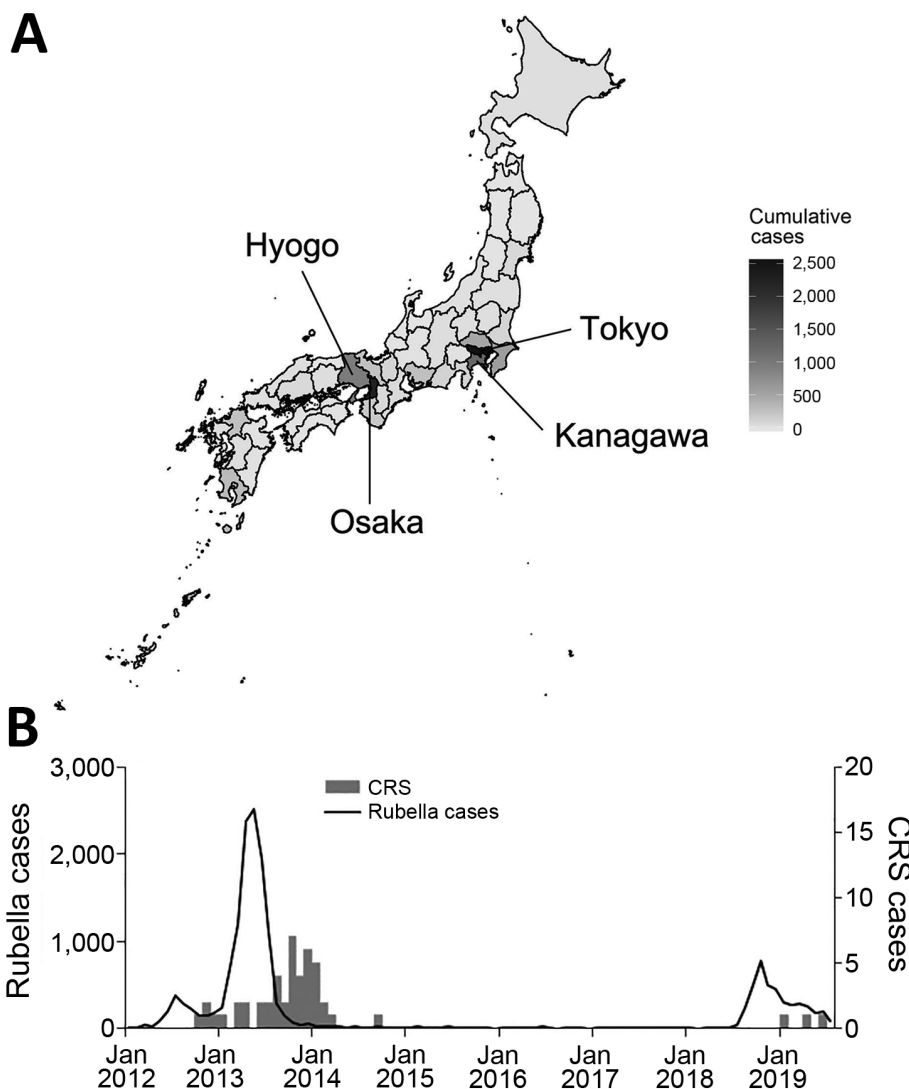 A
Hyogo
Tokyo
Kanagawa
Osaka
Cumulative
cases
2,500
2,000
1,500
1,000
500
0
B
3,000
2,000
1,000
0
Rubella cases
CRS
Rubella cases
20
15
10
5
0
CRS cases
Jan
2012
Jan
2013
Jan
2014
Jan
2015
Jan
2016
Jan
2017
Jan
2018
Jan
2019